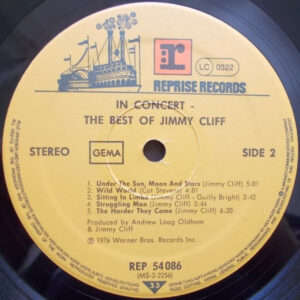 r
LC 0322
REPRISE RECORDS
IN CONCERT -
THE BEST OF JIMMY CLIFF
STEREO
GEMA
SIDE 2
1 Under The Sun, Moon And Stars (Jimmy Cliff) 5:01
2 Wild World (Cat Stevens) 4:01
3 Sitting In Limbo (Jimmy Cliff - Guilly Bright) 3:01
4 Struggling Man (Jimmy Cliff) 3:44
5 The Harder They Come (Jimmy Cliff) 6:20
Produced by Andrew Loog Oldham
& Jimmy Cliff
℗ 1976 Warner Bros. Records Inc.
REP 54 086
(MS-2-2256)
33